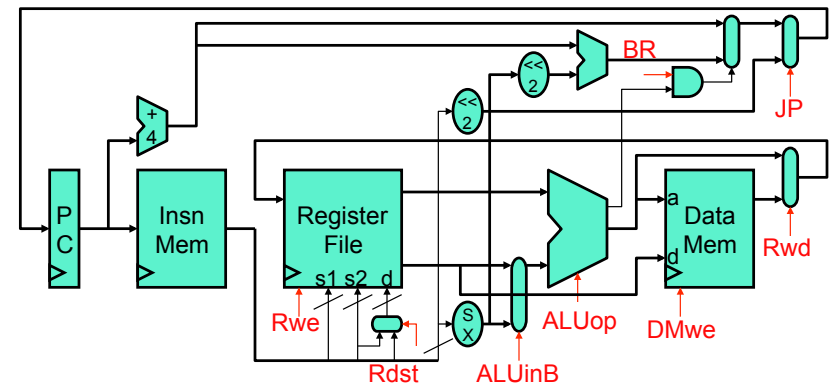 BR
<<
2
<<
2
+
4
JP
P
C
Insn
Mem
Register
File
s1 s2 d
a
d
Data
Mem
Rwd
Rwe
S
X
ALUop
DMwe
Rdst
ALUinB